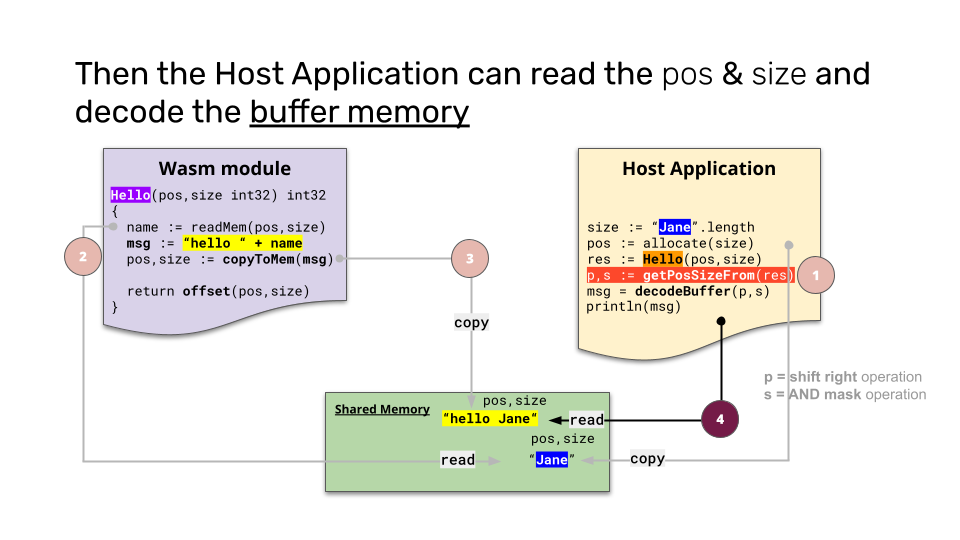 Then the Host Application can read the pos & size and
decode the buffer memory
Wasm module
Hello(pos,size int32) int32
{
name := readMem(pos,size)
msg := “hello “ + name
pos,size := copyToMem(msg)
return offset(pos,size)
}
Host Application
size := “Jane”.length
pos := allocate(size)
res := Hello(pos,size)
p,s := getPosSizeFrom(res)
msg = decodeBuffer(p,s)
println(msg)
2
3
1
copy
p = shift right operation
s = AND mask operation
4
Shared Memory
pos,size
“hello Jane“
read
pos,size
read
“Jane”
copy